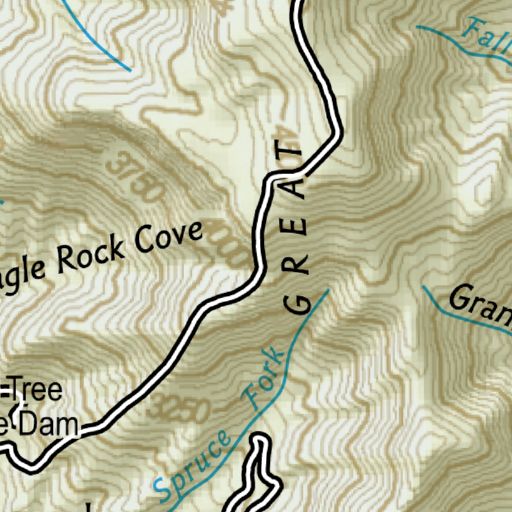 Fall
3750
GREAT
agle Rock Cove
4000
Gran
Tree
e Dam
3250
Spruce Fork